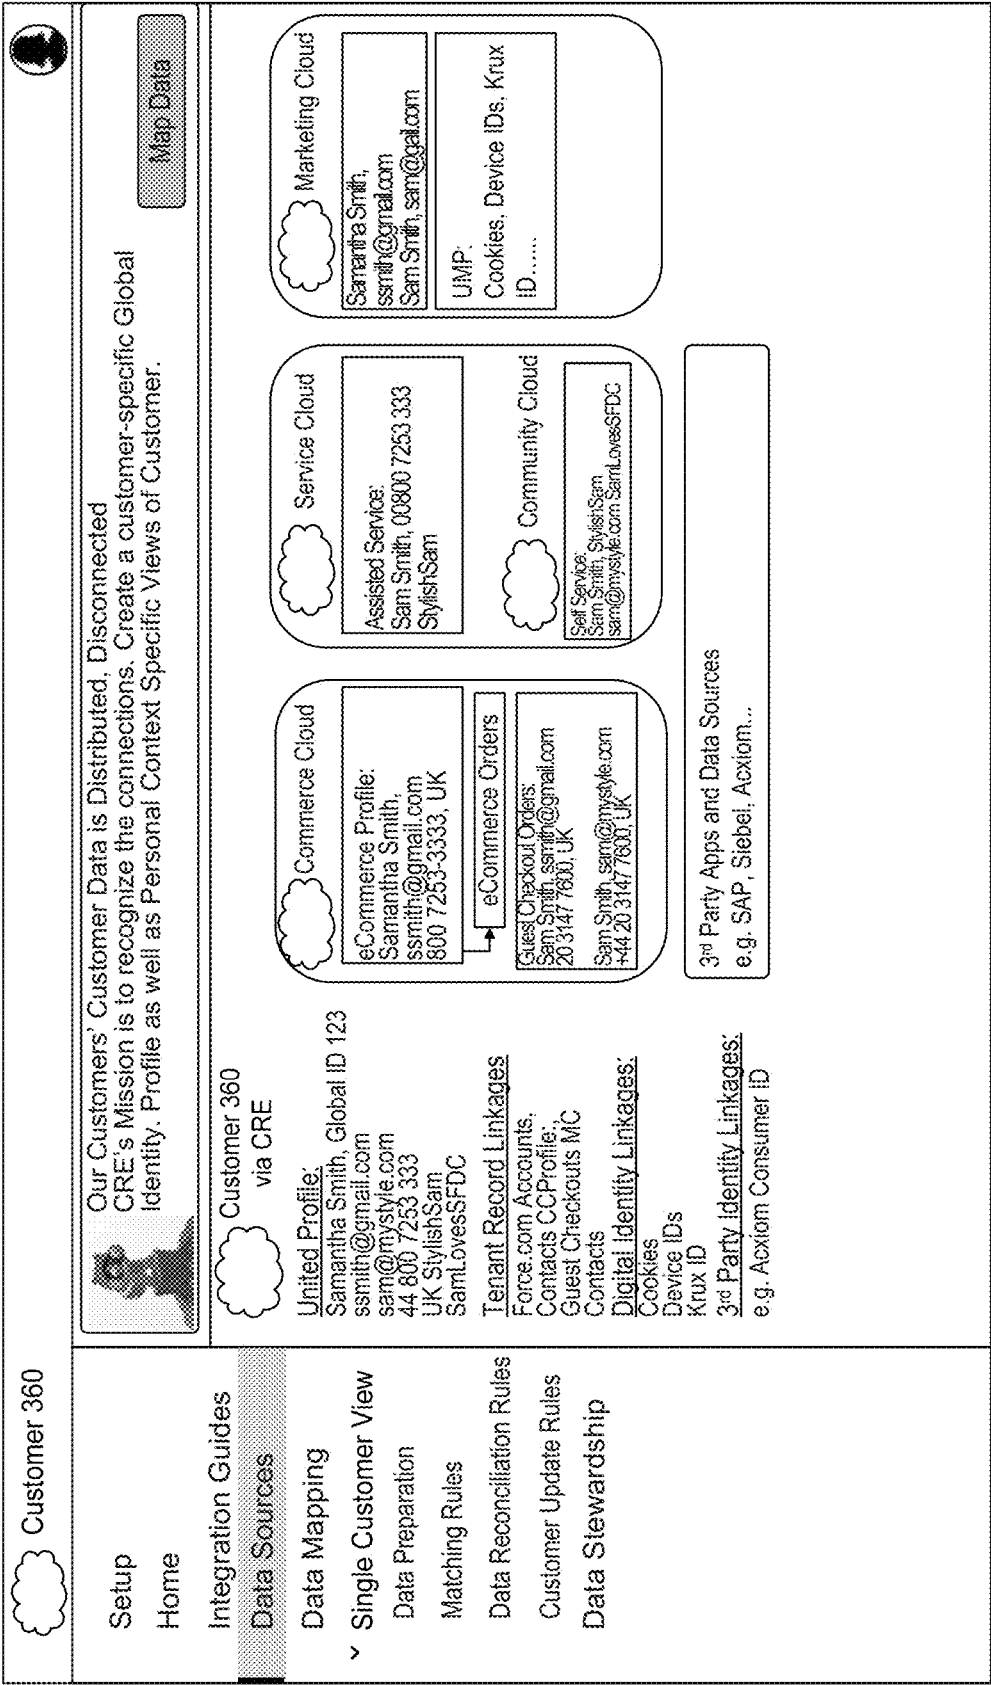 Customer 360
Setup
Home
Integration Guides
Data Sources
Data Mapping
Single Customer View
Data Preparation
Matching Rules
Data Reconciliation Rules
Customer Update Rules
Data Stewardship
Our Customers' Customer Data is Distributed, Disconnected
CRE's Mission is to recognize the connections. Create a customer-specific Global
Identity. Profile as well as Personal Context Specific Views of Customer.
Map Data
Customer 360
via CRE
United Profile:
Samantha Smith, Global ID 123
ssmith@gmail.com
sam@mystyle.com
44 800 7253 333
UK StylishSam
SamLovesSFDC
Tenant Record Linkages
Force.com Accounts,
Contacts CCProfile:,
Guest Checkouts MC
Contacts
Digital Identity Linkages:
Cookies
Device IDs
Krux ID
3rd Party Identity Linkages:
e.g. Acxiom Consumer ID
Commerce Cloud
eCommerce Profile:
Samantha Smith,
ssmith@gmail.com
800 7253-3333, UK
eCommerce Orders
Guest Checkout Orders:
Sam Smith, ssmith@gmail.com
20 3147 7600, UK
Sam Smith, sam@mystyle.com
+44 20 3147 7600, UK
Service Cloud
Assisted Service:
Sam Smith, 00800 7253 333
StylishSam
Community Cloud
Self Service:
Sam Smith, StylishSam
sam@mystyle.com SamLovesSFDC
Marketing Cloud
Samantha Smith,
ssmith@gmail.com
Sam Smith, sam@gail.com
UMP:
Cookies, Device IDs, Krux
ID......
3rd Party Apps and Data Sources
e.g. SAP, Siebel, Acxiom...